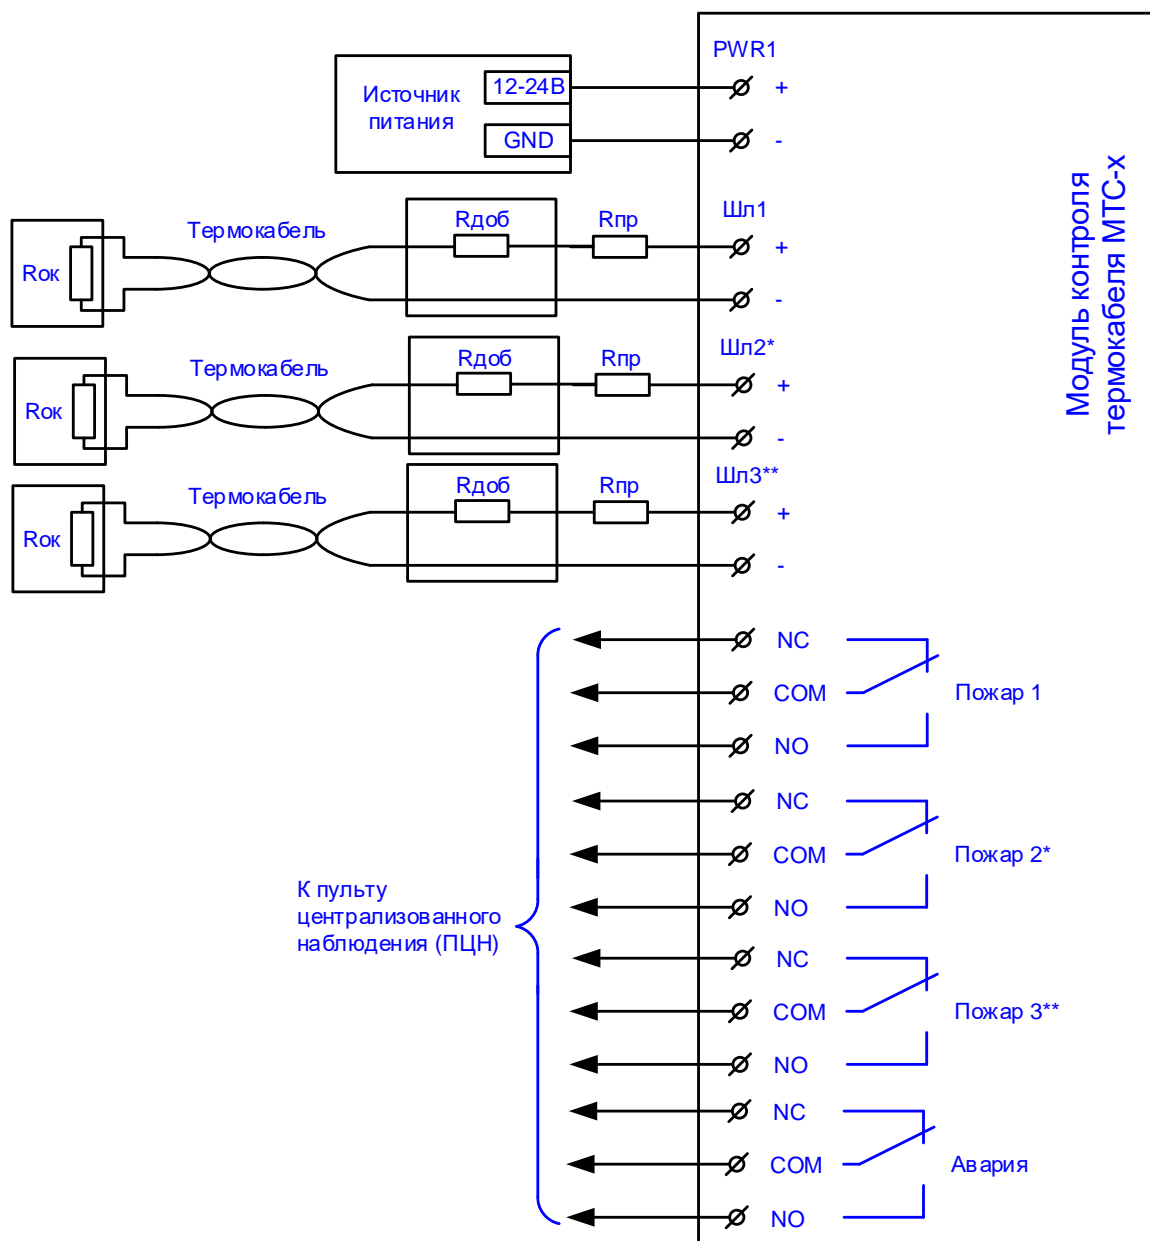 PWR1
Источник
питания
12-24В
+
GND
-
Модуль контроля
термокабеля МТС-х
Rок
Термокабель
Rдоб
Rпр
Шл1
+
-
Rок
Термокабель
Rдоб
Rпр
Шл2*
+
-
Rок
Термокабель
Rдоб
Rпр
Шл3**
+
-
NC
COM
Пожар 1
NO
NC
COM
Пожар 2*
NO
К пульту
централизованного
наблюдения (ПЦН)
NC
COM
Пожар 3**
NO
NC
COM
Авария
NO